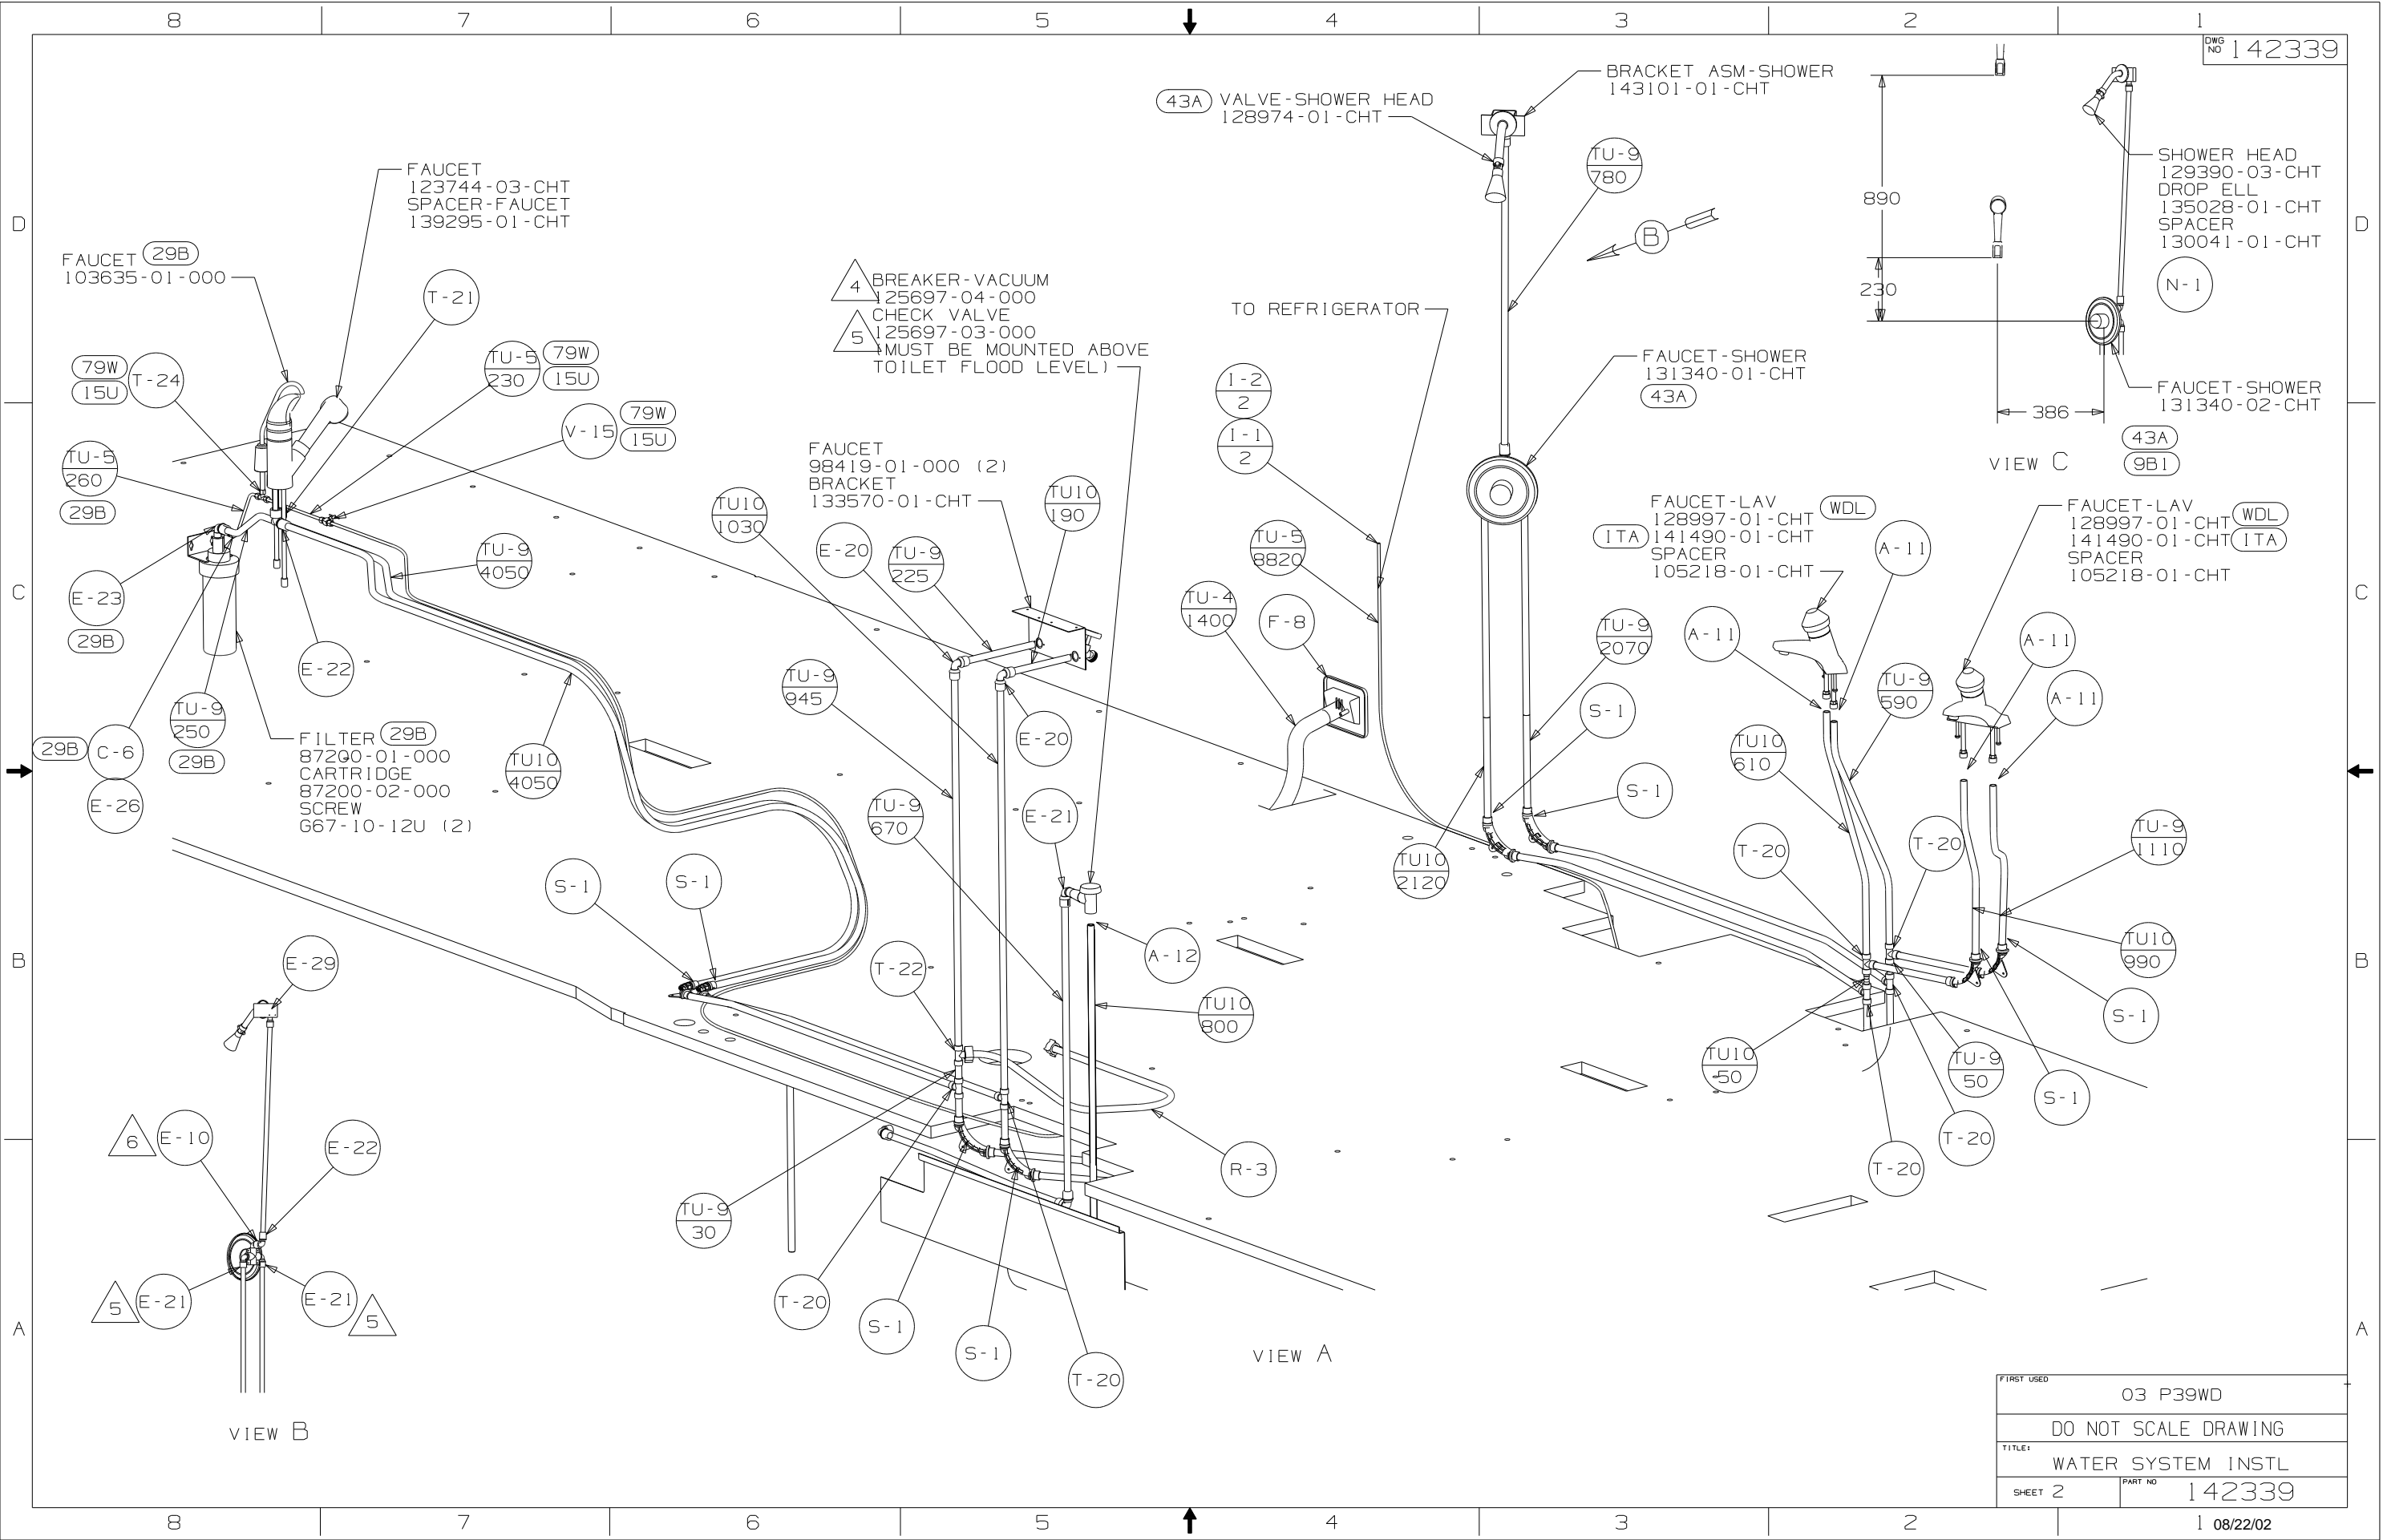 8 7 6 5 4 3 2 1
DWG NO 142339
D
C
B
A
D
C
B
A
FAUCET
123744-03-CHT
SPACER-FAUCET
139295-01-CHT
FAUCET 29B
103635-01-000
T-21
79W
15U
T-24
TU-5
230
79W
15U
V-15
79W
15U
TU-5
260
29B
E-23
29B
TU-9
4050
E-22
TU-9
250
29B
29B
C-6
E-26
FILTER 29B
87200-01-000
CARTRIDGE
87200-02-000
SCREW
G67-10-12U (2)
TU10
4050
S-1
S-1
4
BREAKER-VACUUM
125697-04-000
5
CHECK VALVE
125697-03-000
(MUST BE MOUNTED ABOVE
TOILET FLOOD LEVEL)
FAUCET
98419-01-000 (2)
BRACKET
133570-01-CHT
TU10
1030
E-20
TU-9
225
TU10
190
TU-9
945
E-20
TU-9
670
E-21
T-22
A-12
TU10
800
R-3
TU-9
30
T-20
S-1
S-1
T-20
VIEW A
43A
VALVE-SHOWER HEAD
128974-01-CHT
BRACKET ASM-SHOWER
143101-01-CHT
TU-9
780
B
TO REFRIGERATOR
I-2
2
I-1
2
FAUCET-SHOWER
131340-01-CHT
43A
TU-5
8820
TU-4
1400
F-8
TU-9
2070
S-1
S-1
TU10
2120
890
230
386
SHOWER HEAD
129390-03-CHT
DROP ELL
135028-01-CHT
SPACER
130041-01-CHT
N-1
FAUCET-SHOWER
131340-02-CHT
43A
9B1
VIEW C
FAUCET-LAV
128997-01-CHT WDL
ITA 141490-01-CHT
SPACER
105218-01-CHT
A-11
A-11
FAUCET-LAV
128997-01-CHT WDL
141490-01-CHT ITA
SPACER
105218-01-CHT
A-11
A-11
TU-9
590
TU10
610
T-20
T-20
TU-9
1110
TU10
990
S-1
S-1
TU10
50
TU-9
50
T-20
T-20
E-29
6
E-10
E-22
5
E-21
E-21
5
VIEW B
FIRST USED
03 P39WD
DO NOT SCALE DRAWING
TITLE:
WATER SYSTEM INSTL
SHEET 2
PART NO 142339
8 7 6 5 4 3 2 1
08/22/02